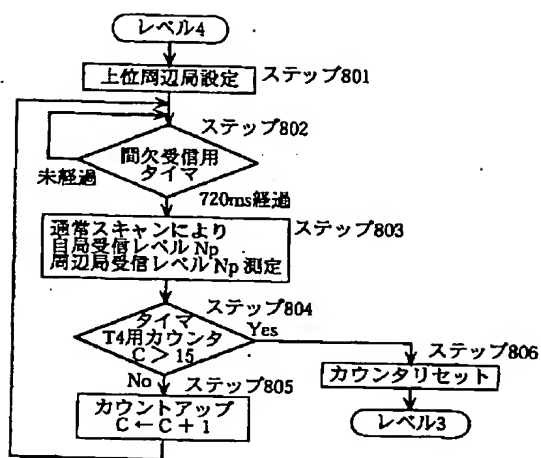 レベル4
上位周辺局設定
ステップ801
ステップ802
間欠受信用
タイマ
未経過
720ms経過
通常スキャンにより
自局受信レベル Np
周辺局受信レベル Np 測定
ステップ803
ステップ804
タイマ
T4用カウンタ
C > 15
Yes
No
ステップ805
カウントアップ
C ← C + 1
ステップ806
カウンタリセット
レベル3